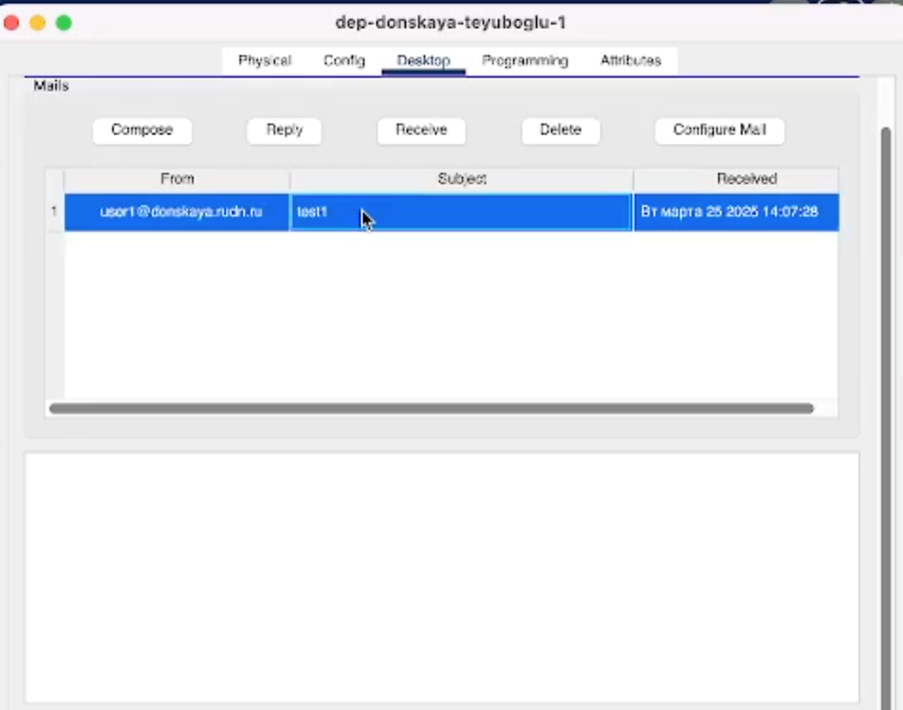 dep-donskaya-teyuboglu-1
Physical Config Desktop Programming Attributes
Mails
Compose Reply Receive Delete Configure Mail
From Subject Received
1 user1@donskaya.rudn.ru test1 Вт марта 25 2025 14:07:28